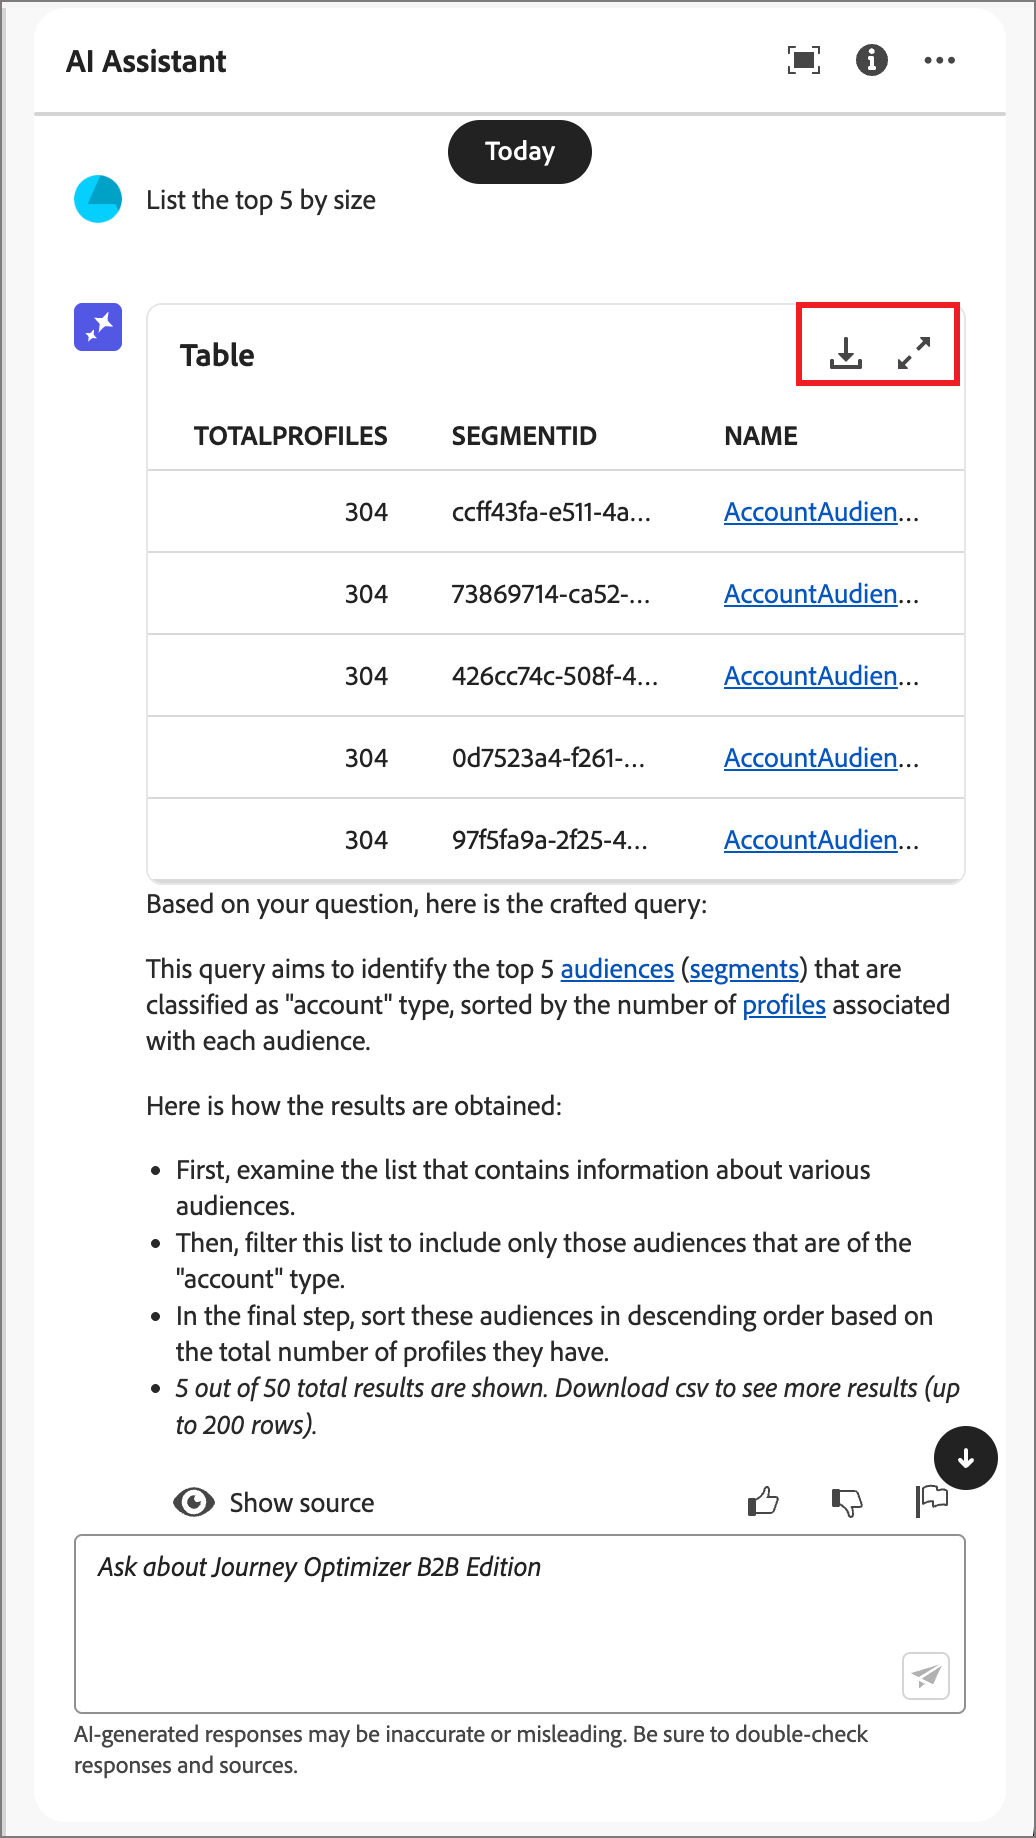 AI Assistant
Today
List the top 5 by size
Table
TOTALPROFILES SEGMENTID NAME
304 ccff43fa-e511-4a... AccountAudien...
304 73869714-ca52-... AccountAudien...
304 426cc74c-508f-4... AccountAudien...
304 0d7523a4-f261-... AccountAudien...
304 97f5fa9a-2f25-4... AccountAudien...
Based on your question, here is the crafted query:
This query aims to identify the top 5 audiences (segments) that are
classified as "account" type, sorted by the number of profiles associated
with each audience.
Here is how the results are obtained:
• First, examine the list that contains information about various
audiences.
• Then, filter this list to include only those audiences that are of the
"account" type.
• In the final step, sort these audiences in descending order based on
the total number of profiles they have.
• 5 out of 50 total results are shown. Download csv to see more results (up
to 200 rows).
Show source
Ask about Journey Optimizer B2B Edition
AI-generated responses may be inaccurate or misleading. Be sure to double-check
responses and sources.